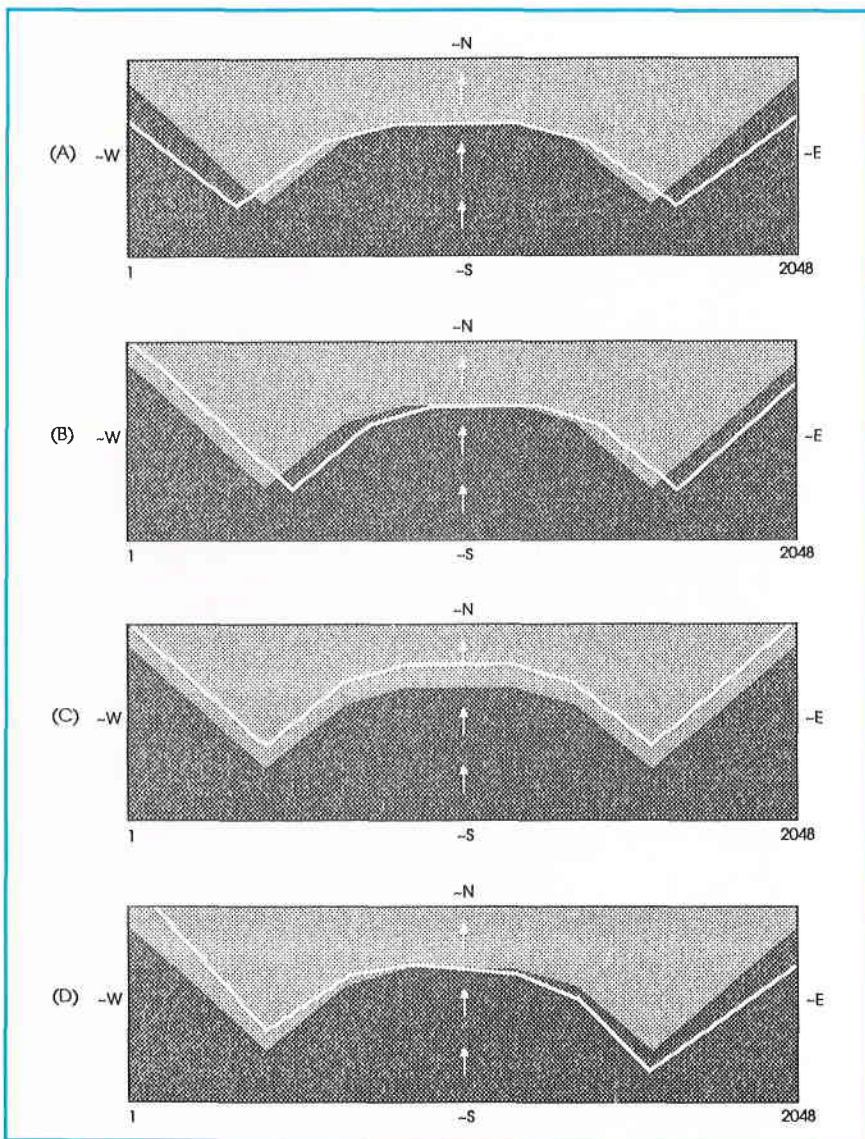 ~N
(A) ~W ~E
1 ~S 2048
~N
(B) ~W ~E
1 ~S 2048
~N
(C) ~W ~E
1 ~S 2048
~N
(D) ~W ~E
1 ~S 2048